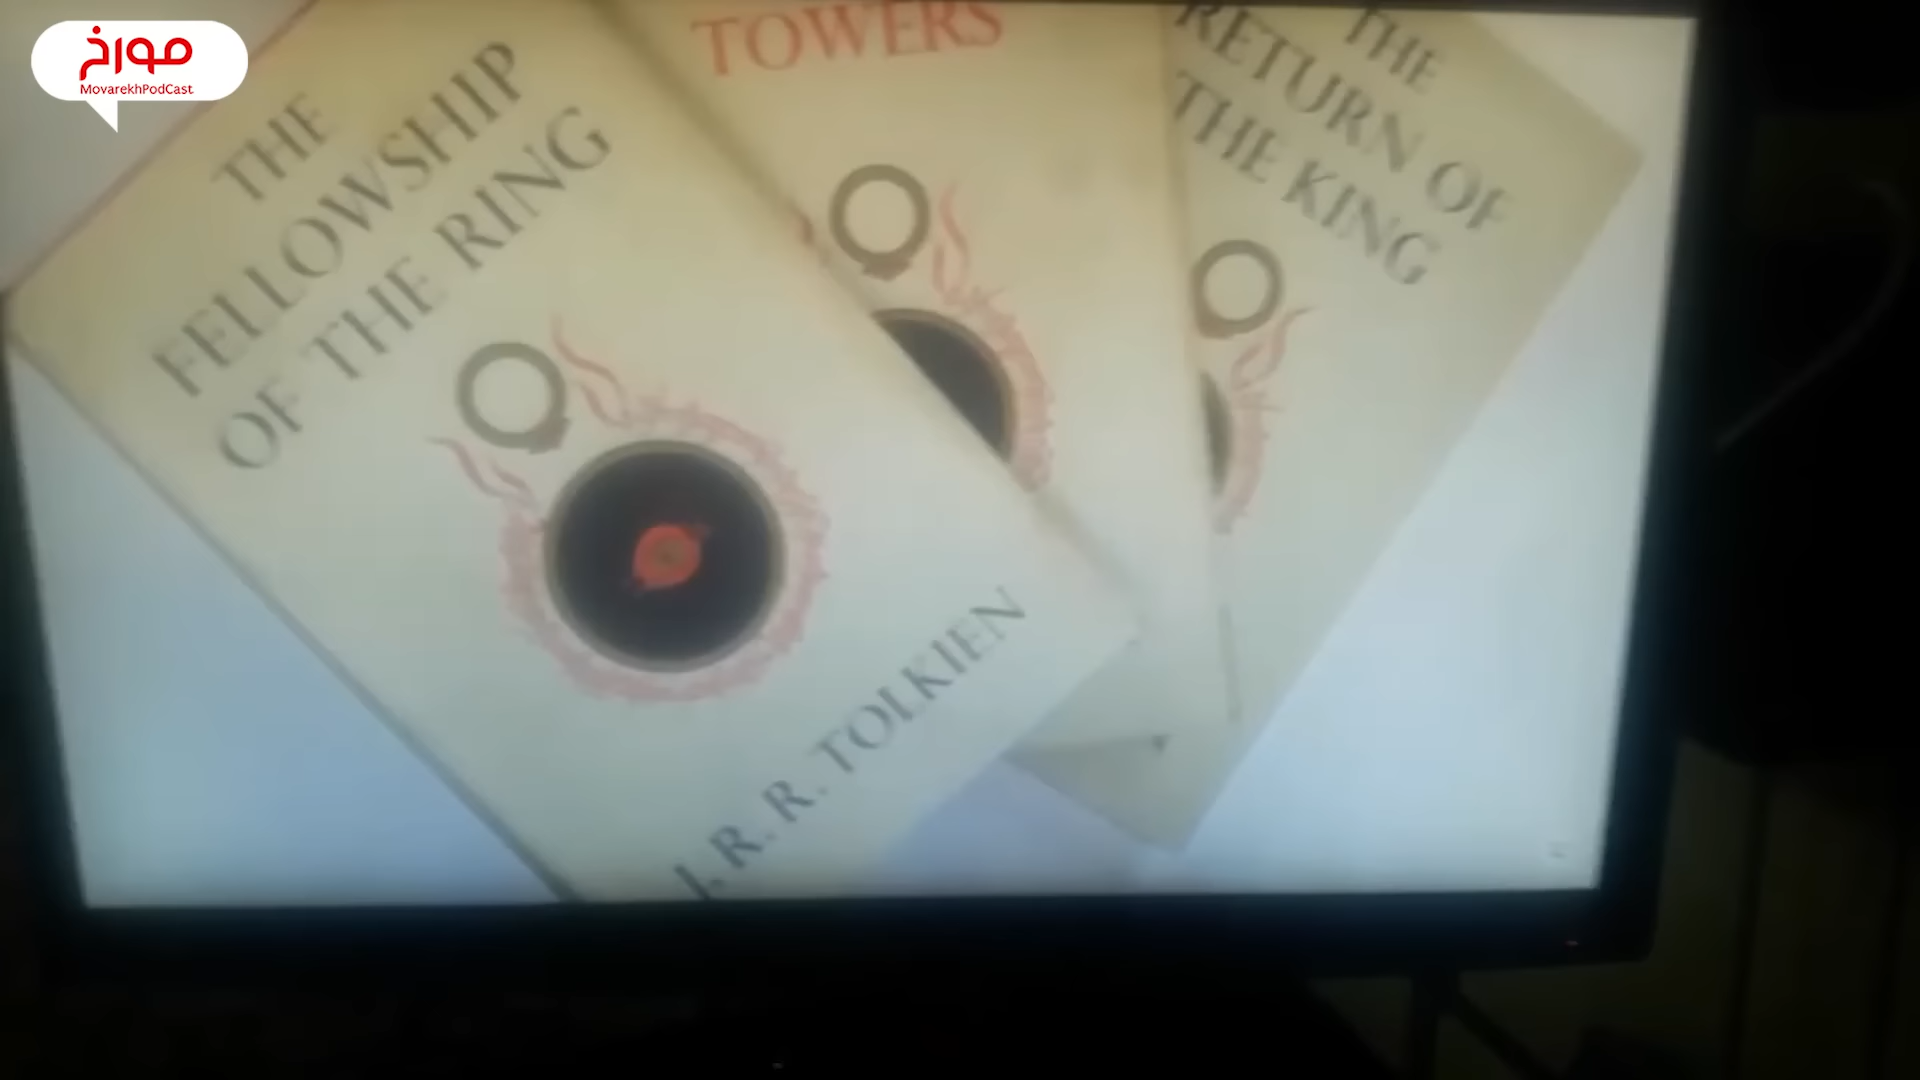 مورخ
MovarekhPodCast
THE
FELLOWSHIP
OF THE RING
J. R. R. TOLKIEN
TOWERS
THE
RETURN OF
THE KING